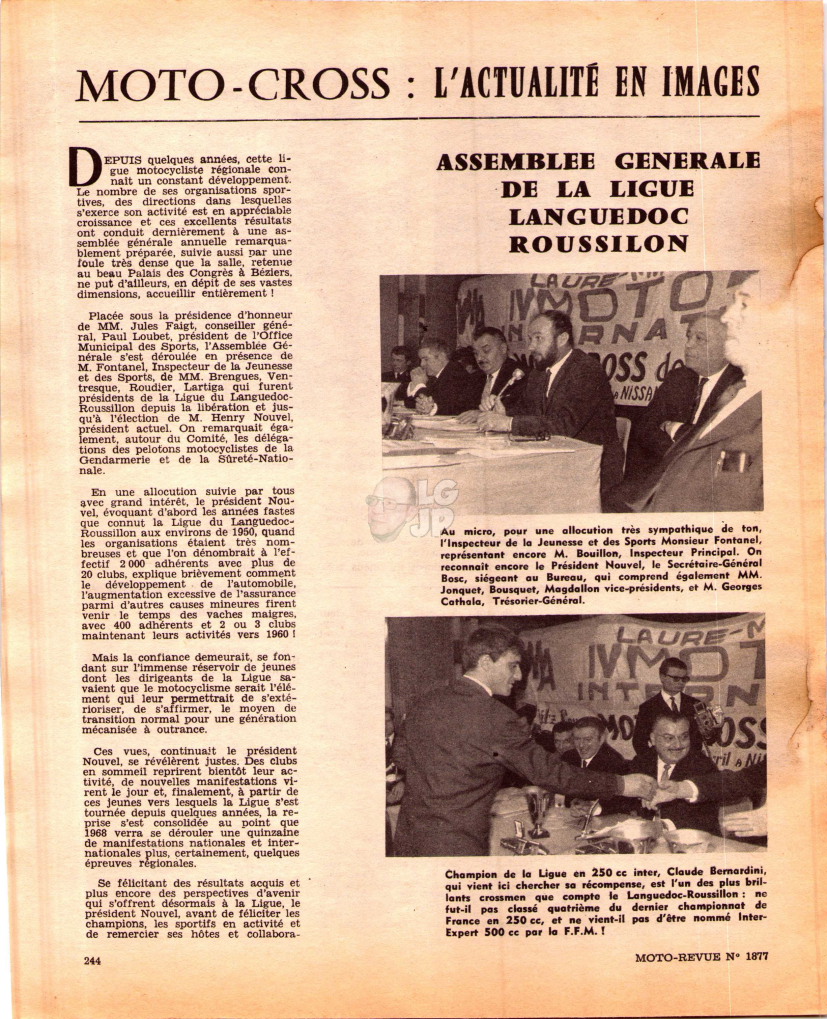 MOTO-CROSS : L'ACTUALITÉ EN IMAGES
DEPUIS quelques années, cette li-
gue motocycliste régionale con-
naît un constant développement.
Le nombre de ses organisations spor-
tives, des directions dans lesquelles
s'exerce son activité est en appréciable
croissance et ces excellents résultats
ont conduit dernièrement à une as-
semblée générale annuelle remarqua-
blement préparée, suivie aussi par une
foule très dense que la salle, retenue
au beau Palais des Congrès à Béziers,
ne put d'ailleurs, en dépit de ses vastes
dimensions, accueillir entièrement !
Placée sous la présidence d'honneur
de MM. Jules Faigt, conseiller géné-
ral, Paul Loubet, président de l'Office
Municipal des Sports, l'Assemblée Gé-
nérale s'est déroulée en présence de
M. Fontanel, Inspecteur de la Jeunesse
et des Sports, de MM. Brengues, Ven-
tresque, Roudier, Lartiga qui furent
présidents de la Ligue du Languedoc-
Roussillon depuis la libération et jus-
qu'à l'élection de M. Henry Nouvel,
président actuel. On remarquait éga-
lement, autour du Comité, les déléga-
tions des pelotons motocyclistes de la
Gendarmerie et de la Sûreté-Natio-
nale.
En une allocution suivie par tous
avec grand intérêt, le président Nou-
vel, évoquant d'abord les années fastes
que connut la Ligue du Languedoc-
Roussillon aux environs de 1950, quand
les organisations étaient très nom-
breuses et que l'on dénombrait à l'ef-
fectif 2 000 adhérents avec plus de
20 clubs, explique brièvement comment
le développement de l'automobile,
l'augmentation excessive de l'assurance
parmi d'autres causes mineures firent
venir le temps des vaches maigres,
avec 400 adhérents et 2 ou 3 clubs
maintenant leurs activités vers 1960 !
Mais la confiance demeurait, se fon-
dant sur l'immense réservoir de jeunes
dont les dirigeants de la Ligue sa-
vaient que le motocyclisme serait l'élé-
ment qui leur permettrait de s'exté-
rioriser, de s'affirmer, le moyen de
transition normal pour une génération
mécanisée à outrance.
Ces vues, continuait le président
Nouvel, se révélèrent justes. Des clubs
en sommeil reprirent bientôt leur ac-
tivité, de nouvelles manifestations vi-
rent le jour et, finalement, à partir de
ces jeunes vers lesquels la Ligue s'est
tournée depuis quelques années, la re-
prise s'est consolidée au point que
1968 verra se dérouler une quinzaine
de manifestations nationales et inter-
nationales plus, certainement, quelques
épreuves régionales.
Se félicitant des résultats acquis et
plus encore des perspectives d'avenir
qui s'offrent désormais à la Ligue, le
président Nouvel, avant de féliciter les
champions, les sportifs en activité et
de remercier ses hôtes et collabora-
ASSEMBLEE GENERALE
DE LA LIGUE
LANGUEDOC
ROUSSILON
LAURE-M
IVMOTO
INTERNAT
OSS de
à NISSA
LG
JP
Au micro, pour une allocution très sympathique de ton,
l'Inspecteur de la Jeunesse et des Sports Monsieur Fontanel,
représentant encore M. Bouillon, Inspecteur Principal. On
reconnaît encore le Président Nouvel, le Secrétaire-Général
Bosc, siégeant au Bureau, qui comprend également MM.
Jonquet, Bousquet, Magdallon vice-présidents, et M. Georges
Cathala, Trésorier-Général.
LAURE-M
IVMOT
INTERN
MO
OSS
ril à N
Champion de la Ligue en 250 cc inter, Claude Bernardini,
qui vient ici chercher sa récompense, est l'un des plus bril-
lants crossmen que compte le Languedoc-Roussillon : ne
fut-il pas classé quatrième du dernier championnat de
France en 250 cc, et ne vient-il pas d'être nommé Inter-
Expert 500 cc par la F.F.M. !
244
MOTO-REVUE N° 1877